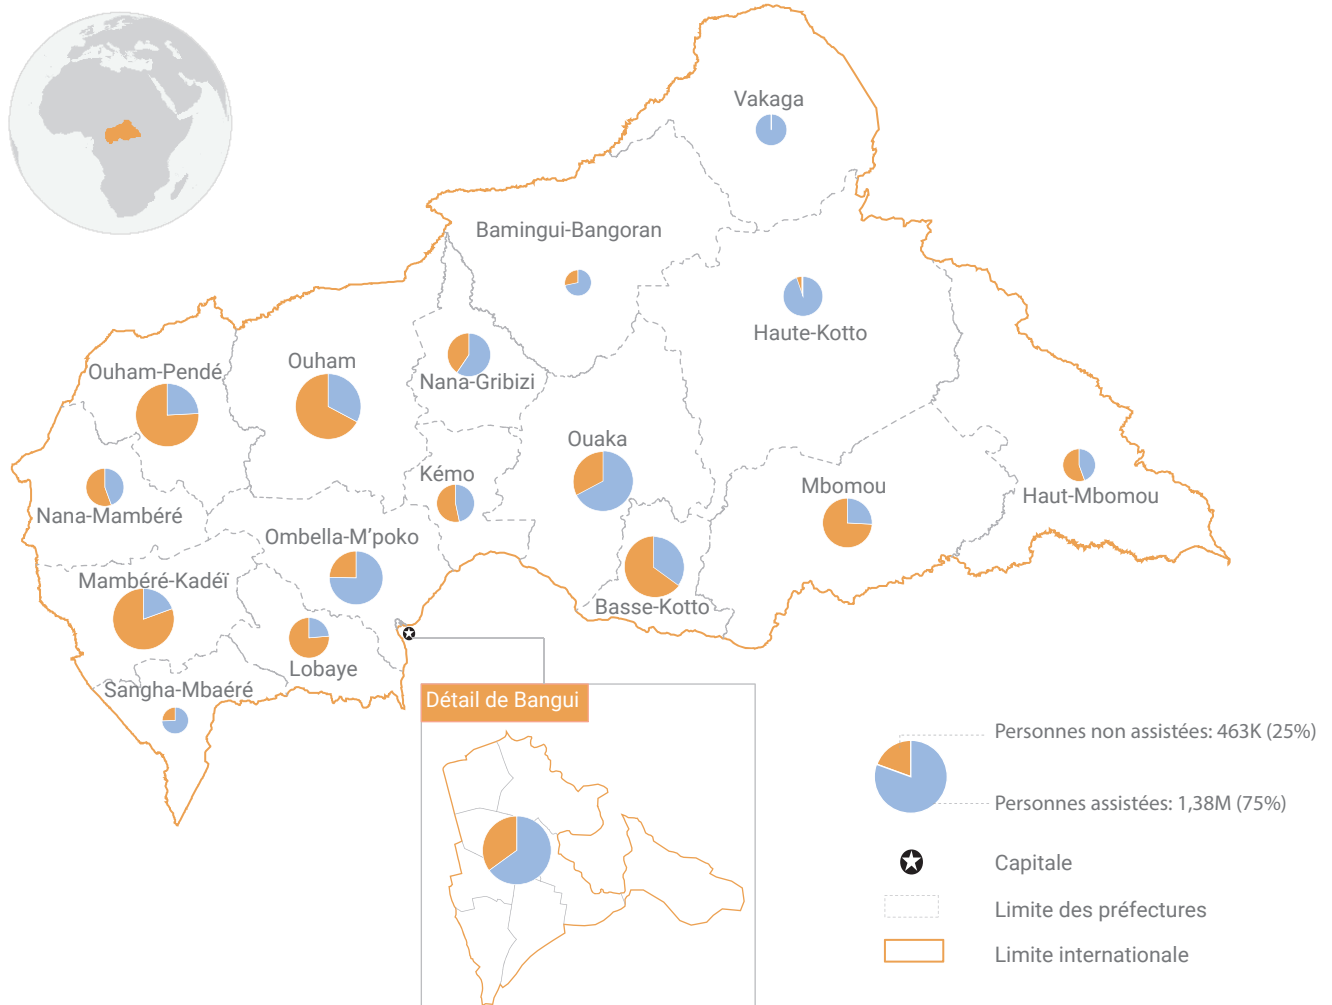 Vakaga
Bamingui-Bangoran
Haute-Kotto
Ouham-Pendé
Ouham
Nana-Gribizi
Ouaka
Kémo
Mbomou
Haut-Mbomou
Nana-Mambéré
Ombella-M'poko
Mambéré-Kadéï
Basse-Kotto
Lobaye
Sangha-Mbaéré
Détail de Bangui
Personnes non assistées: 463K (25%)
Personnes assistées: 1,38M (75%)
Capitale
Limite des préfectures
Limite internationale